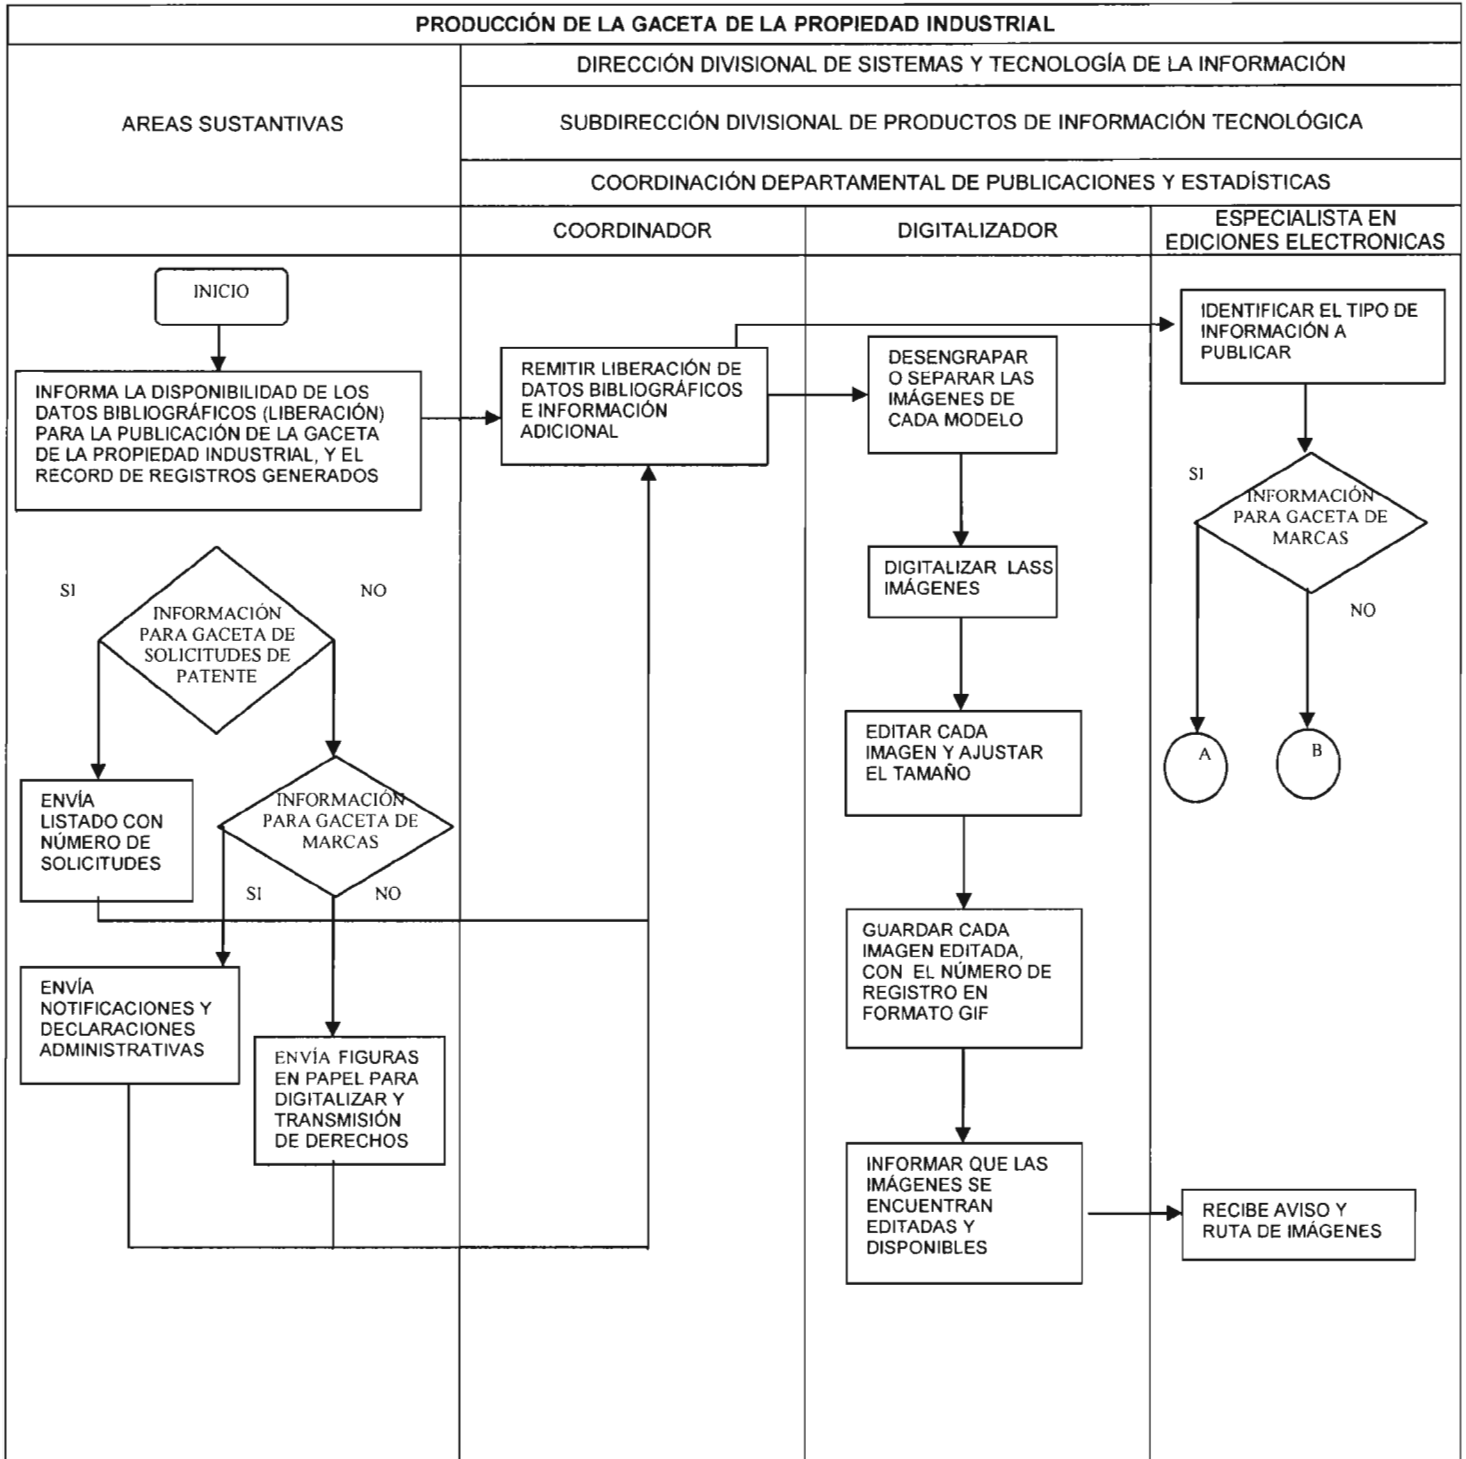 PRODUCCIÓN DE LA GACETA DE LA PROPIEDAD INDUSTRIAL
AREAS SUSTANTIVAS
DIRECCIÓN DIVISIONAL DE SISTEMAS Y TECNOLOGÍA DE LA INFORMACIÓN
SUBDIRECCIÓN DIVISIONAL DE PRODUCTOS DE INFORMACIÓN TECNOLÓGICA
COORDINACIÓN DEPARTAMENTAL DE PUBLICACIONES Y ESTADÍSTICAS
COORDINADOR
DIGITALIZADOR
ESPECIALISTA EN
EDICIONES ELECTRONICAS
INICIO
INFORMA LA DISPONIBILIDAD DE LOS
DATOS BIBLIOGRÁFICOS (LIBERACIÓN)
PARA LA PUBLICACIÓN DE LA GACETA
DE LA PROPIEDAD INDUSTRIAL, Y EL
RECORD DE REGISTROS GENERADOS
SI
NO
INFORMACIÓN
PARA GACETA DE
SOLICITUDES DE
PATENTE
ENVÍA
LISTADO CON
NÚMERO DE
SOLICITUDES
INFORMACIÓN
PARA GACETA DE
MARCAS
SI
NO
ENVÍA
NOTIFICACIONES Y
DECLARACIONES
ADMINISTRATIVAS
ENVÍA FIGURAS
EN PAPEL PARA
DIGITALIZAR Y
TRANSMISIÓN
DE DERECHOS
REMITIR LIBERACIÓN DE
DATOS BIBLIOGRÁFICOS
E INFORMACIÓN
ADICIONAL
DESENGRAPAR
O SEPARAR LAS
IMÁGENES DE
CADA MODELO
DIGITALIZAR LASS
IMÁGENES
EDITAR CADA
IMAGEN Y AJUSTAR
EL TAMAÑO
GUARDAR CADA
IMAGEN EDITADA,
CON EL NÚMERO DE
REGISTRO EN
FORMATO GIF
INFORMAR QUE LAS
IMÁGENES SE
ENCUENTRAN
EDITADAS Y
DISPONIBLES
IDENTIFICAR EL TIPO DE
INFORMACIÓN A
PUBLICAR
SI
INFORMACIÓN
PARA GACETA DE
MARCAS
NO
A
B
RECIBE AVISO Y
RUTA DE IMÁGENES